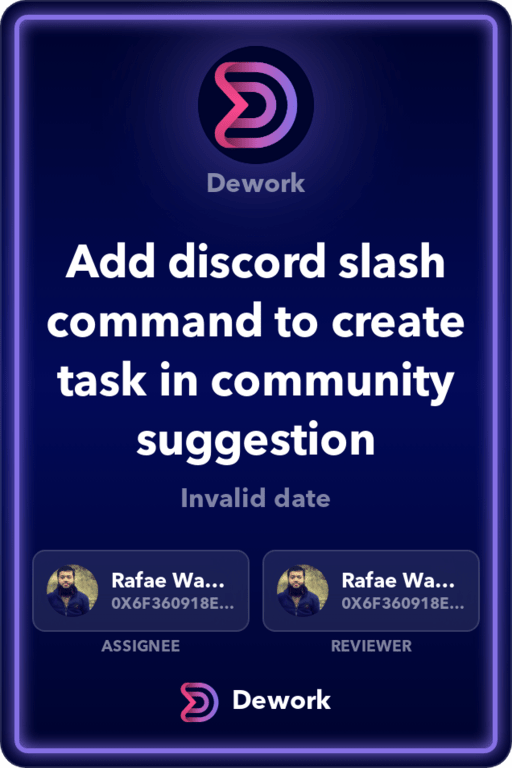 Dework
Add discord slash
command to create
task in community
suggestion
Invalid date
Rafae Wa...
0X6F360918E...
ASSIGNEE
Rafae Wa...
0X6F360918E...
REVIEWER
Dework